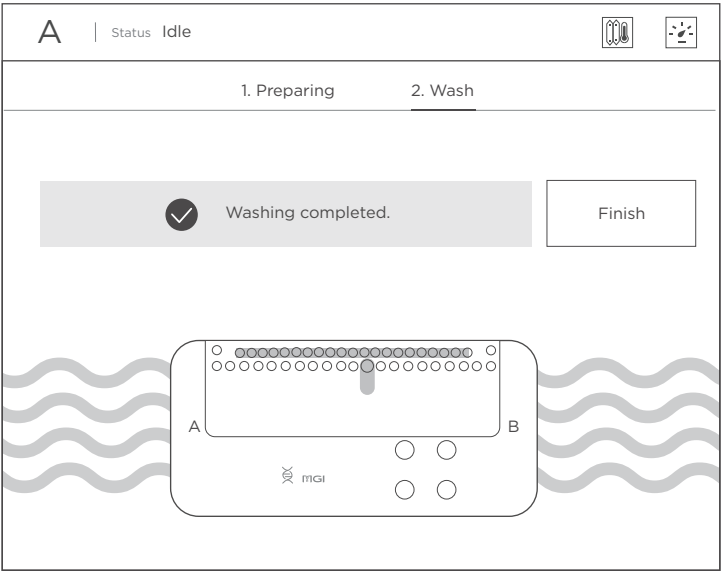 A Status Idle
1. Preparing 2. Wash
Washing completed.
Finish
A B
MGI